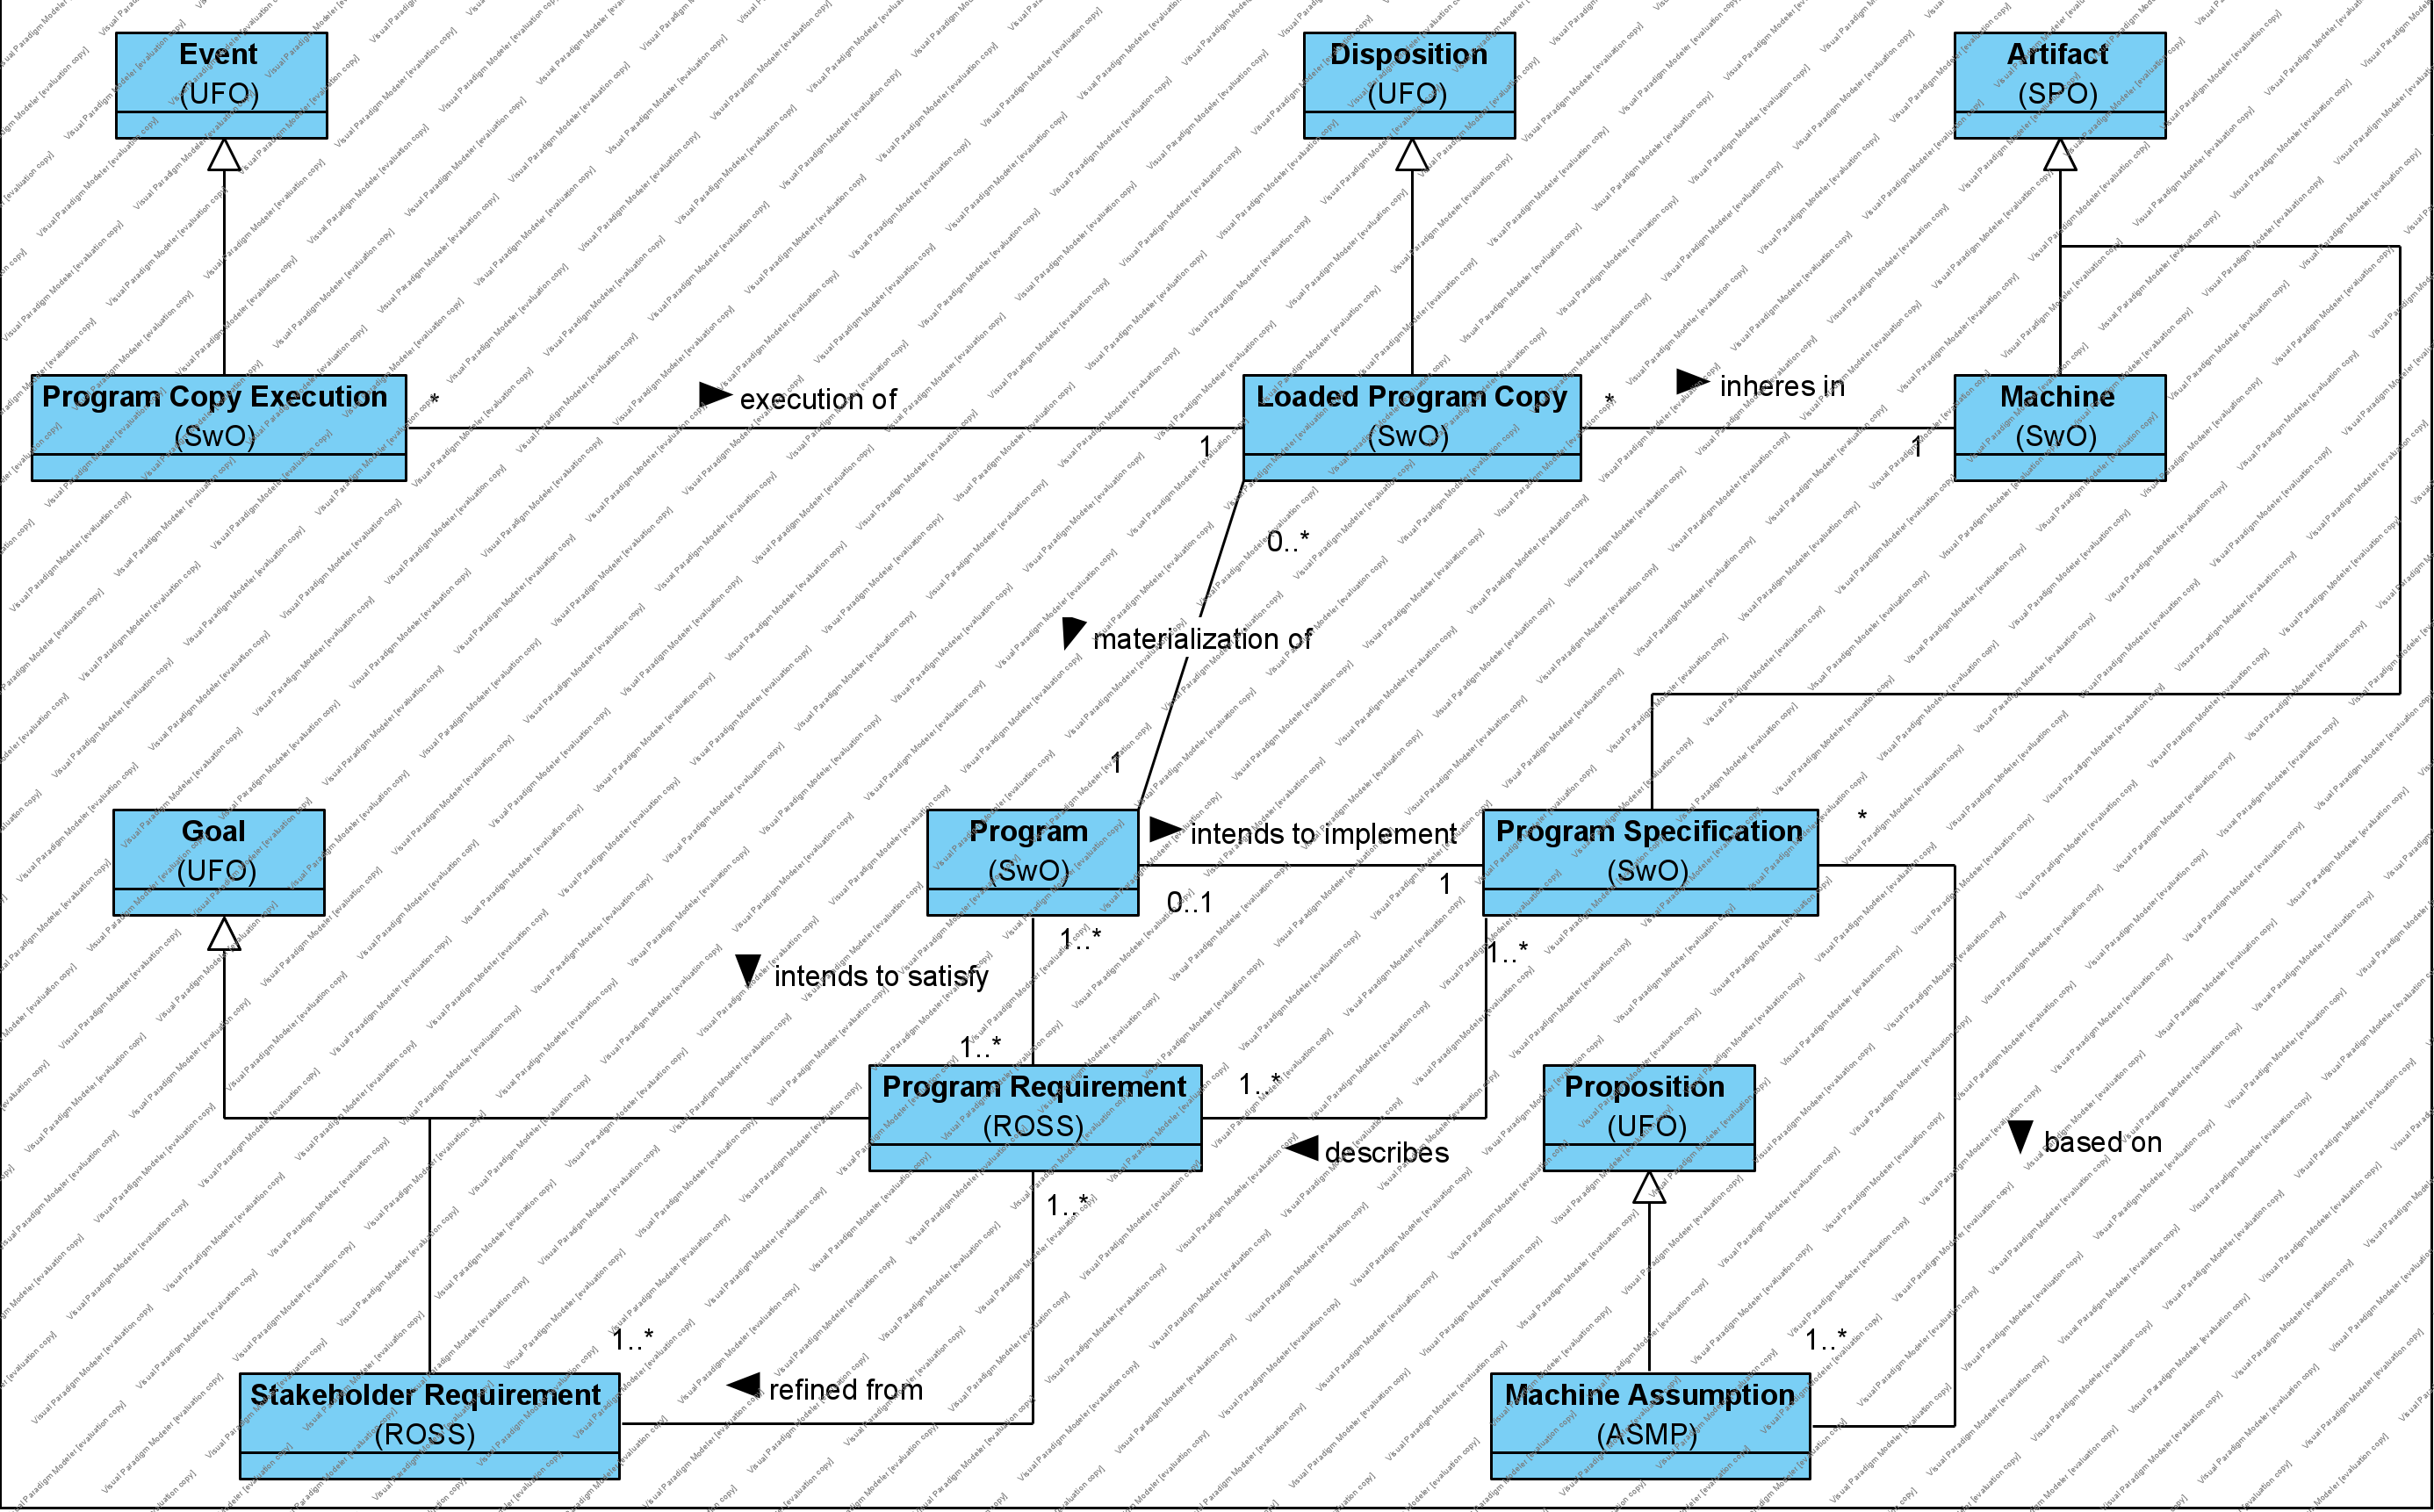 Event
(UFO)
Disposition
(UFO)
Artifact
(SPO)
Program Copy Execution
(SwO)
*
execution of
1
Loaded Program Copy
(SwO)
*
inheres in
1
Machine
(SwO)
0..*
materialization of
1
Goal
(UFO)
Program
(SwO)
intends to implement
0..1
1
Program Specification
(SwO)
*
1..*
intends to satisfy
1..*
1..*
Program Requirement
(ROSS)
1..*
describes
Proposition
(UFO)
based on
1..*
1..*
Stakeholder Requirement
(ROSS)
refined from
1..*
Machine Assumption
(ASMP)
Visual Paradigm Modeler [evaluation copy]